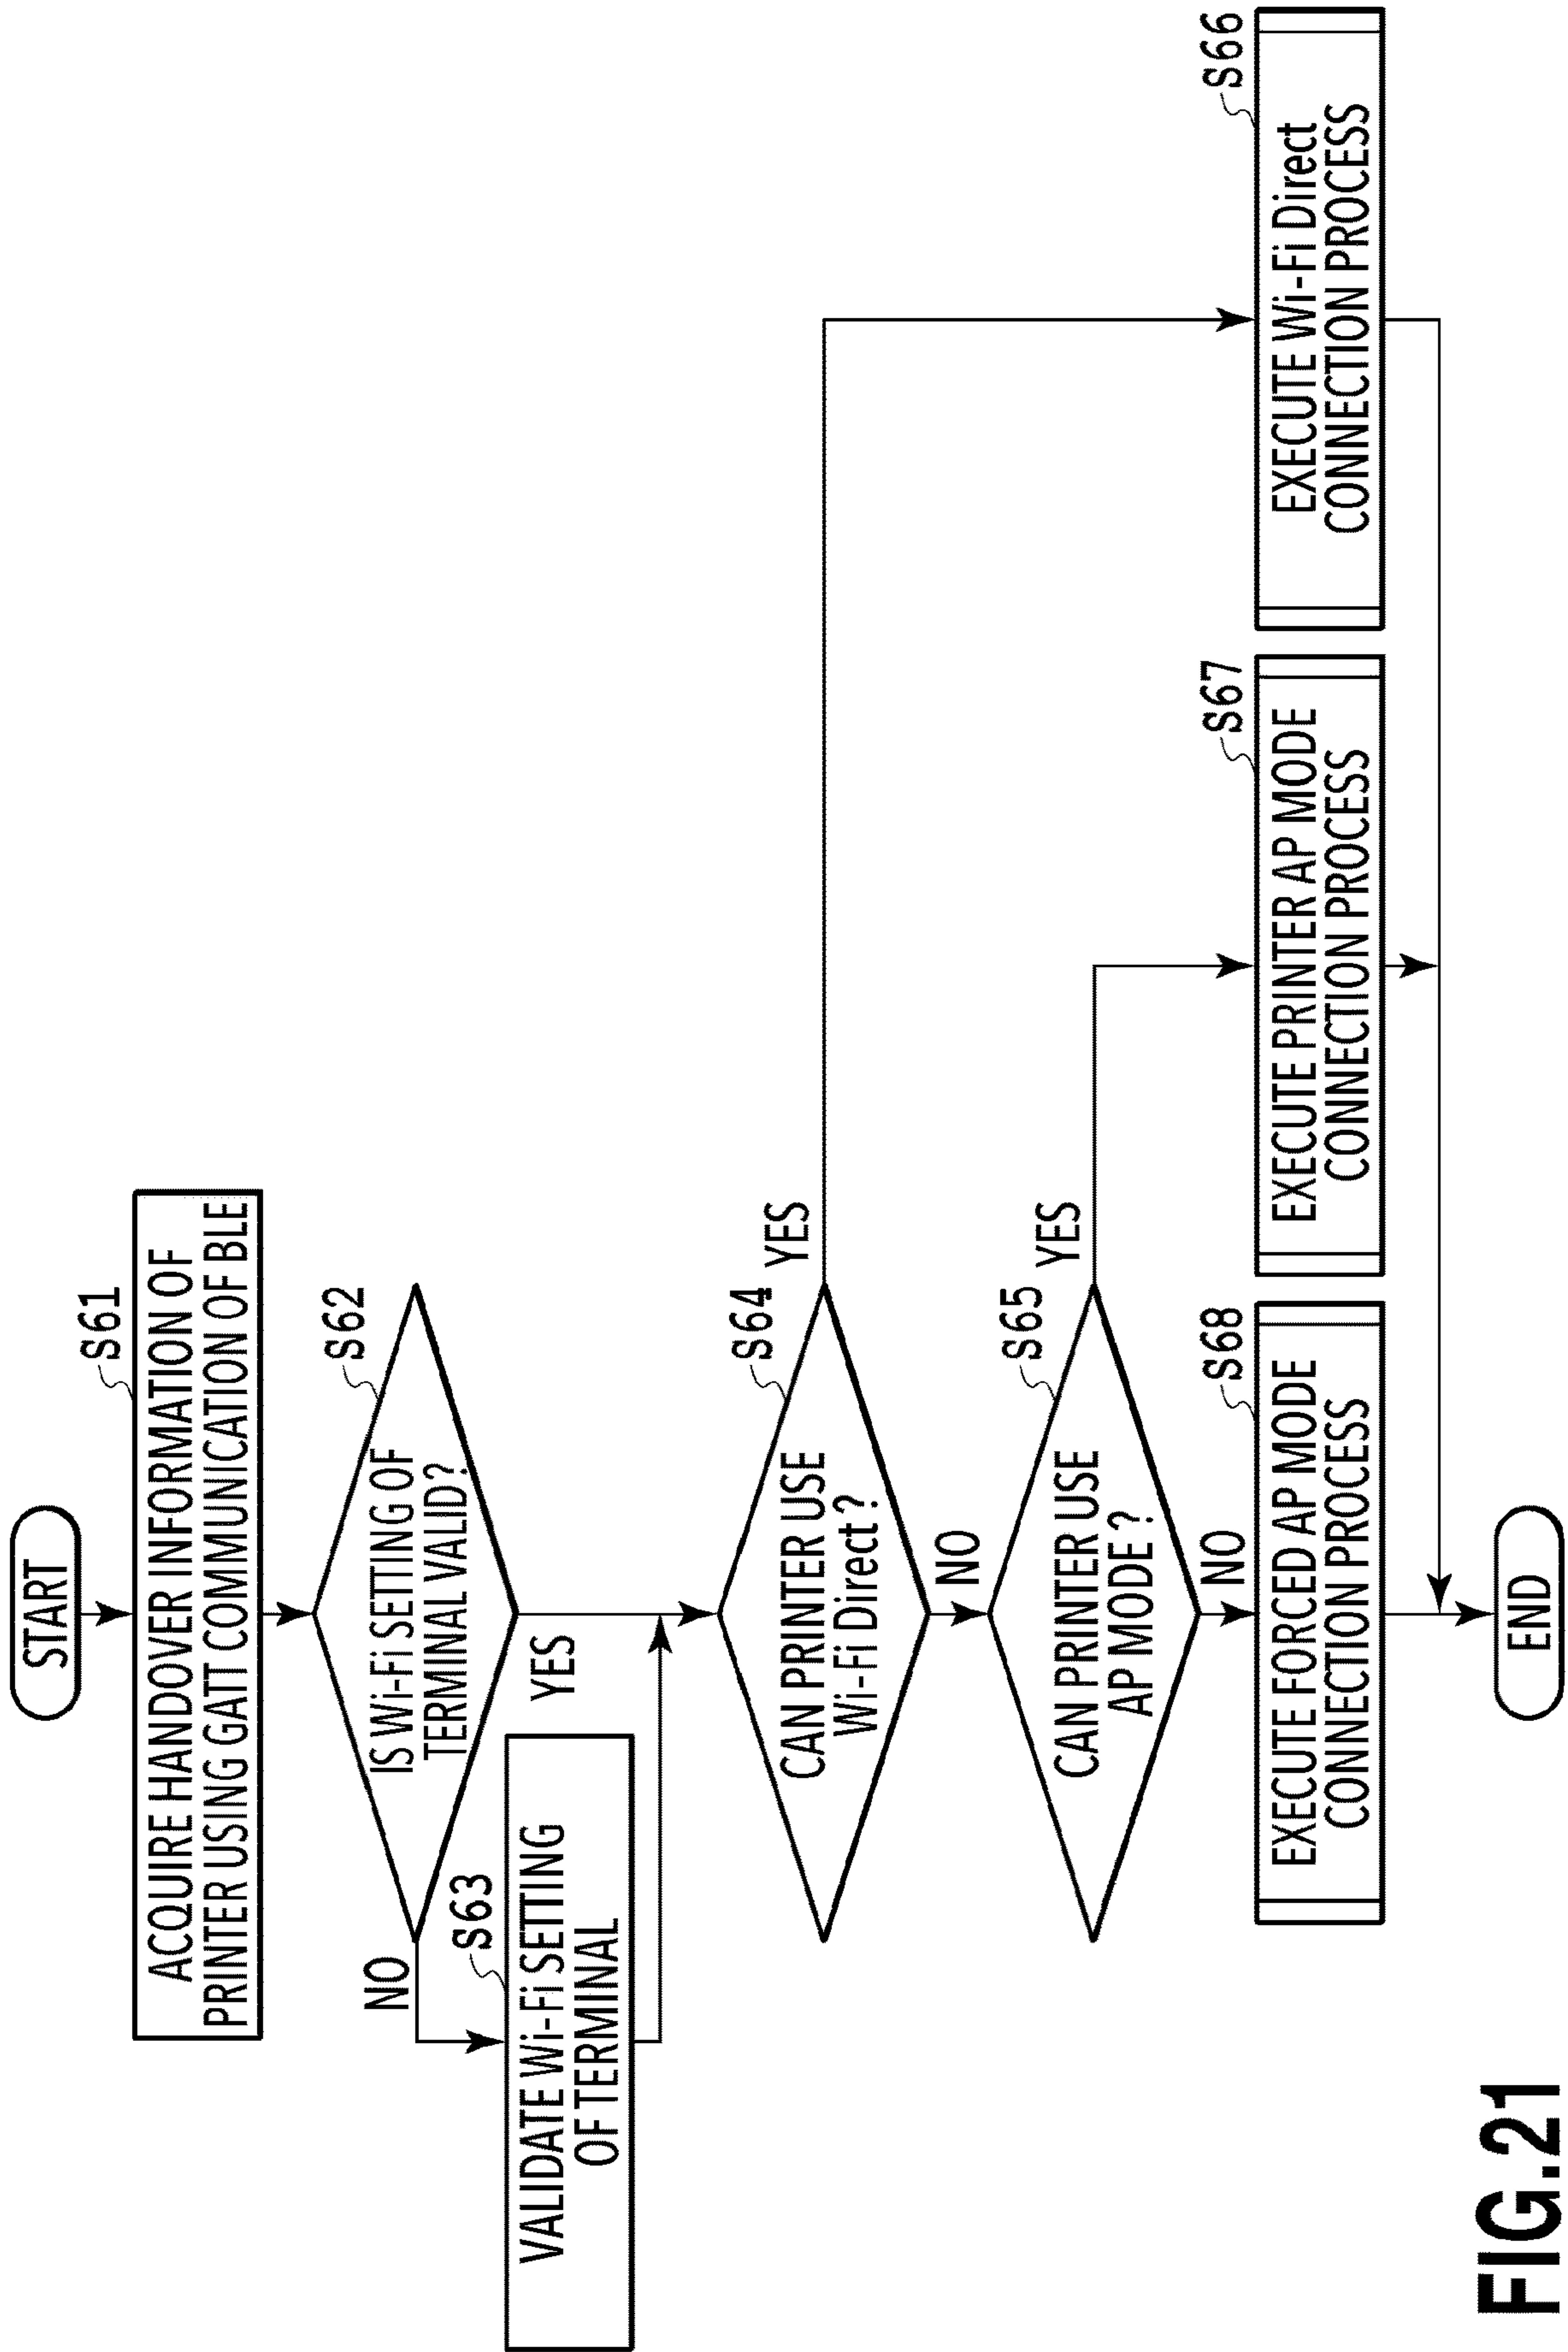 START
S61
ACQUIRE HANDOVER INFORMATION OF
PRINTER USING GATT COMMUNICATION OF BLE
S62
IS Wi-Fi SETTING OF
TERMINAL VALID?
NO
YES
S63
VALIDATE Wi-Fi SETTING
OF TERMINAL
S64
CAN PRINTER USE
Wi-Fi Direct?
YES
NO
S65
CAN PRINTER USE
AP MODE?
YES
NO
S68
EXECUTE FORCED AP MODE
CONNECTION PROCESS
S67
EXECUTE PRINTER AP MODE
CONNECTION PROCESS
S66
EXECUTE Wi-Fi Direct
CONNECTION PROCESS
END
FIG.21